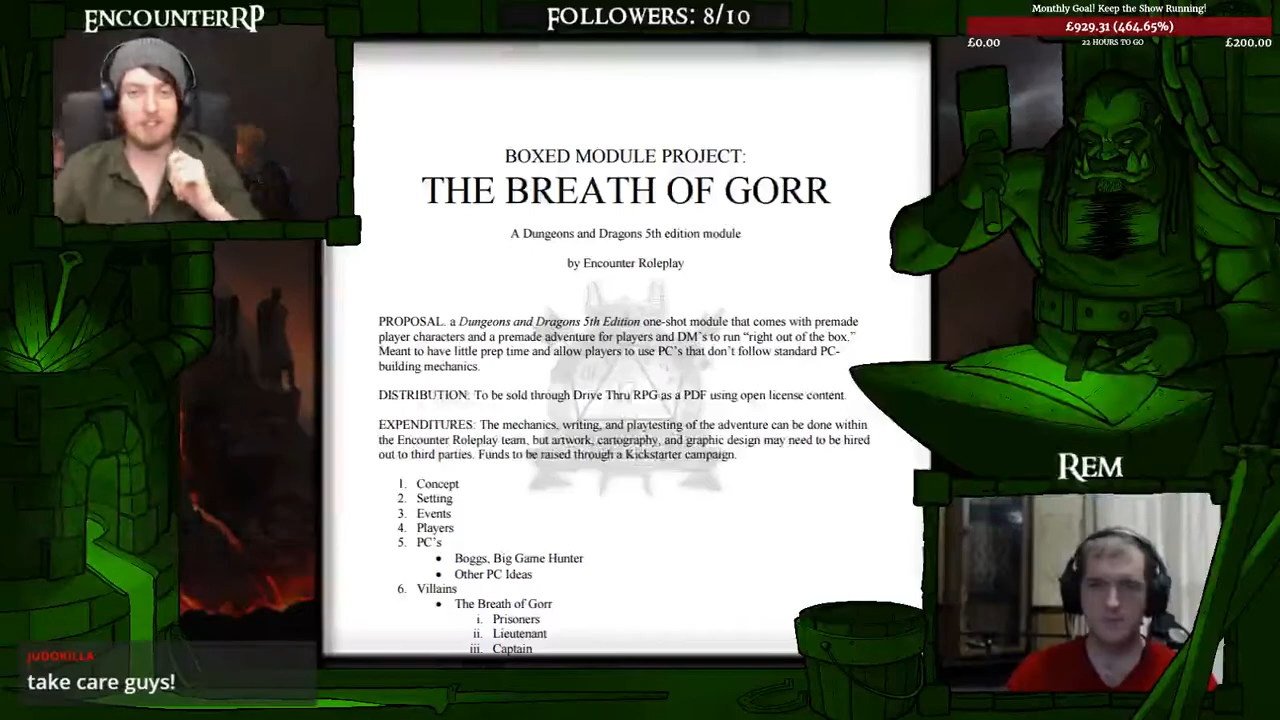 ENCOUNTERRP
FOLLOWERS: 8/10
Monthly Goal! Keep the Show Running!
£929.31 (464.65%)
£0.00
22 HOURS TO GO
£200.00
BOXED MODULE PROJECT:
THE BREATH OF GORR
A Dungeons and Dragons 5th edition module
by Encounter Roleplay
PROPOSAL: a Dungeons and Dragons 5th Edition one-shot module that comes with premade
player characters and a premade adventure for players and DM's to run “right out of the box.”
Meant to have little prep time and allow players to use PC's that don't follow standard PC-
building mechanics.
DISTRIBUTION: To be sold through Drive Thru RPG as a PDF using open license content.
EXPENDITURES: The mechanics, writing, and playtesting of the adventure can be done within
the Encounter Roleplay team, but artwork, cartography, and graphic design may need to be hired
out to third parties. Funds to be raised through a Kickstarter campaign.
1. Concept
2. Setting
3. Events
4. Players
5. PC's
• Boggs, Big Game Hunter
• Other PC Ideas
6. Villains
• The Breath of Gorr
i. Prisoners
ii. Lieutenant
iii. Captain
REM
JUDOKILLA
take care guys!